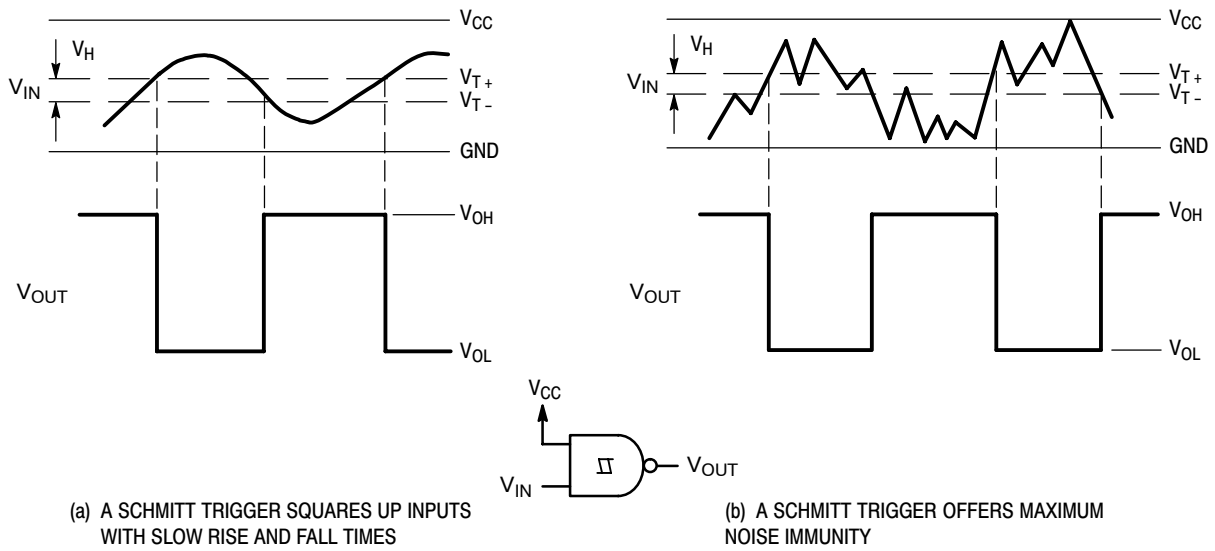 V_CC
V_H
V_IN
V_T+
V_T−
GND
V_OH
V_OUT
V_OL
V_CC
V_H
V_IN
V_T+
V_T−
GND
V_OH
V_OUT
V_OL
V_CC
V_IN
V_OUT
(a) A SCHMITT TRIGGER SQUARES UP INPUTS
WITH SLOW RISE AND FALL TIMES
(b) A SCHMITT TRIGGER OFFERS MAXIMUM
NOISE IMMUNITY